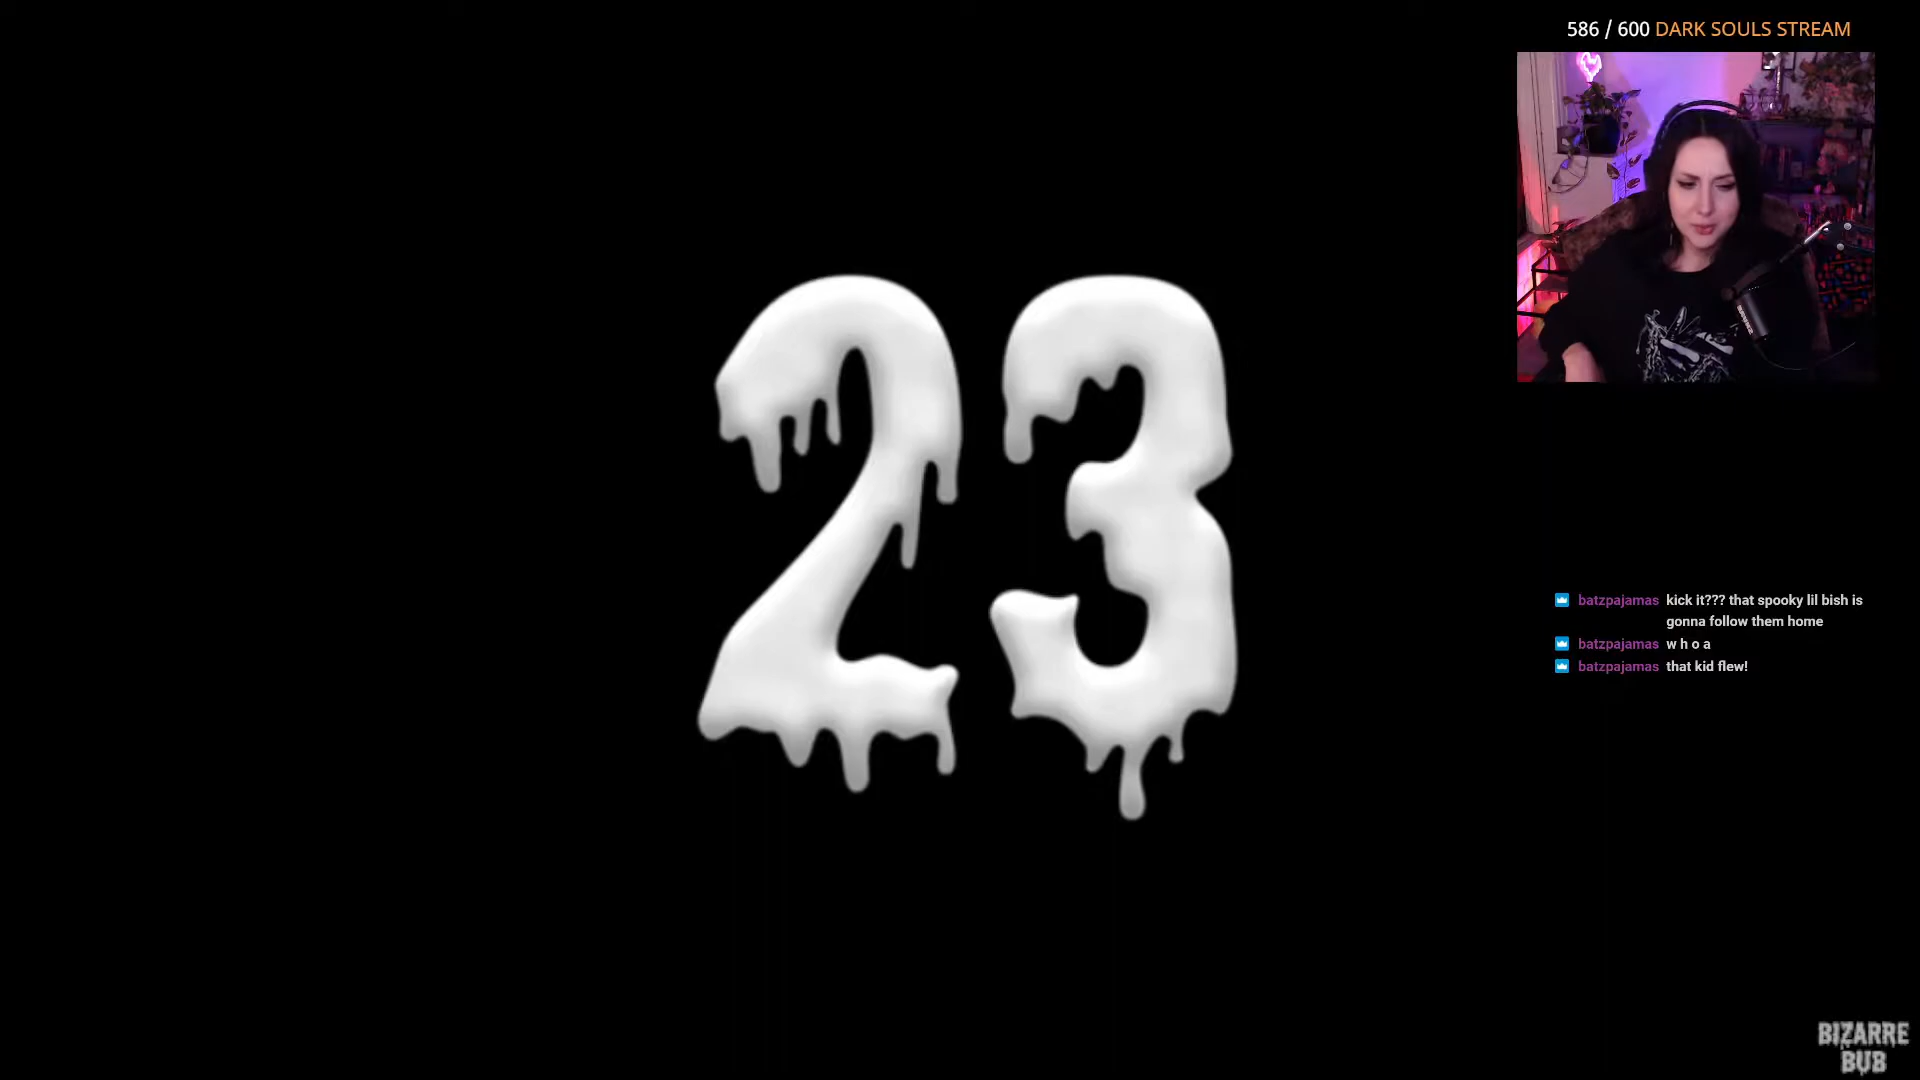 586 / 600 DARK SOULS STREAM
23
batzpajamas kick it??? that spooky lil bish is
gonna follow them home
batzpajamas w h o a
batzpajamas that kid flew!
BIZARRE
BUB